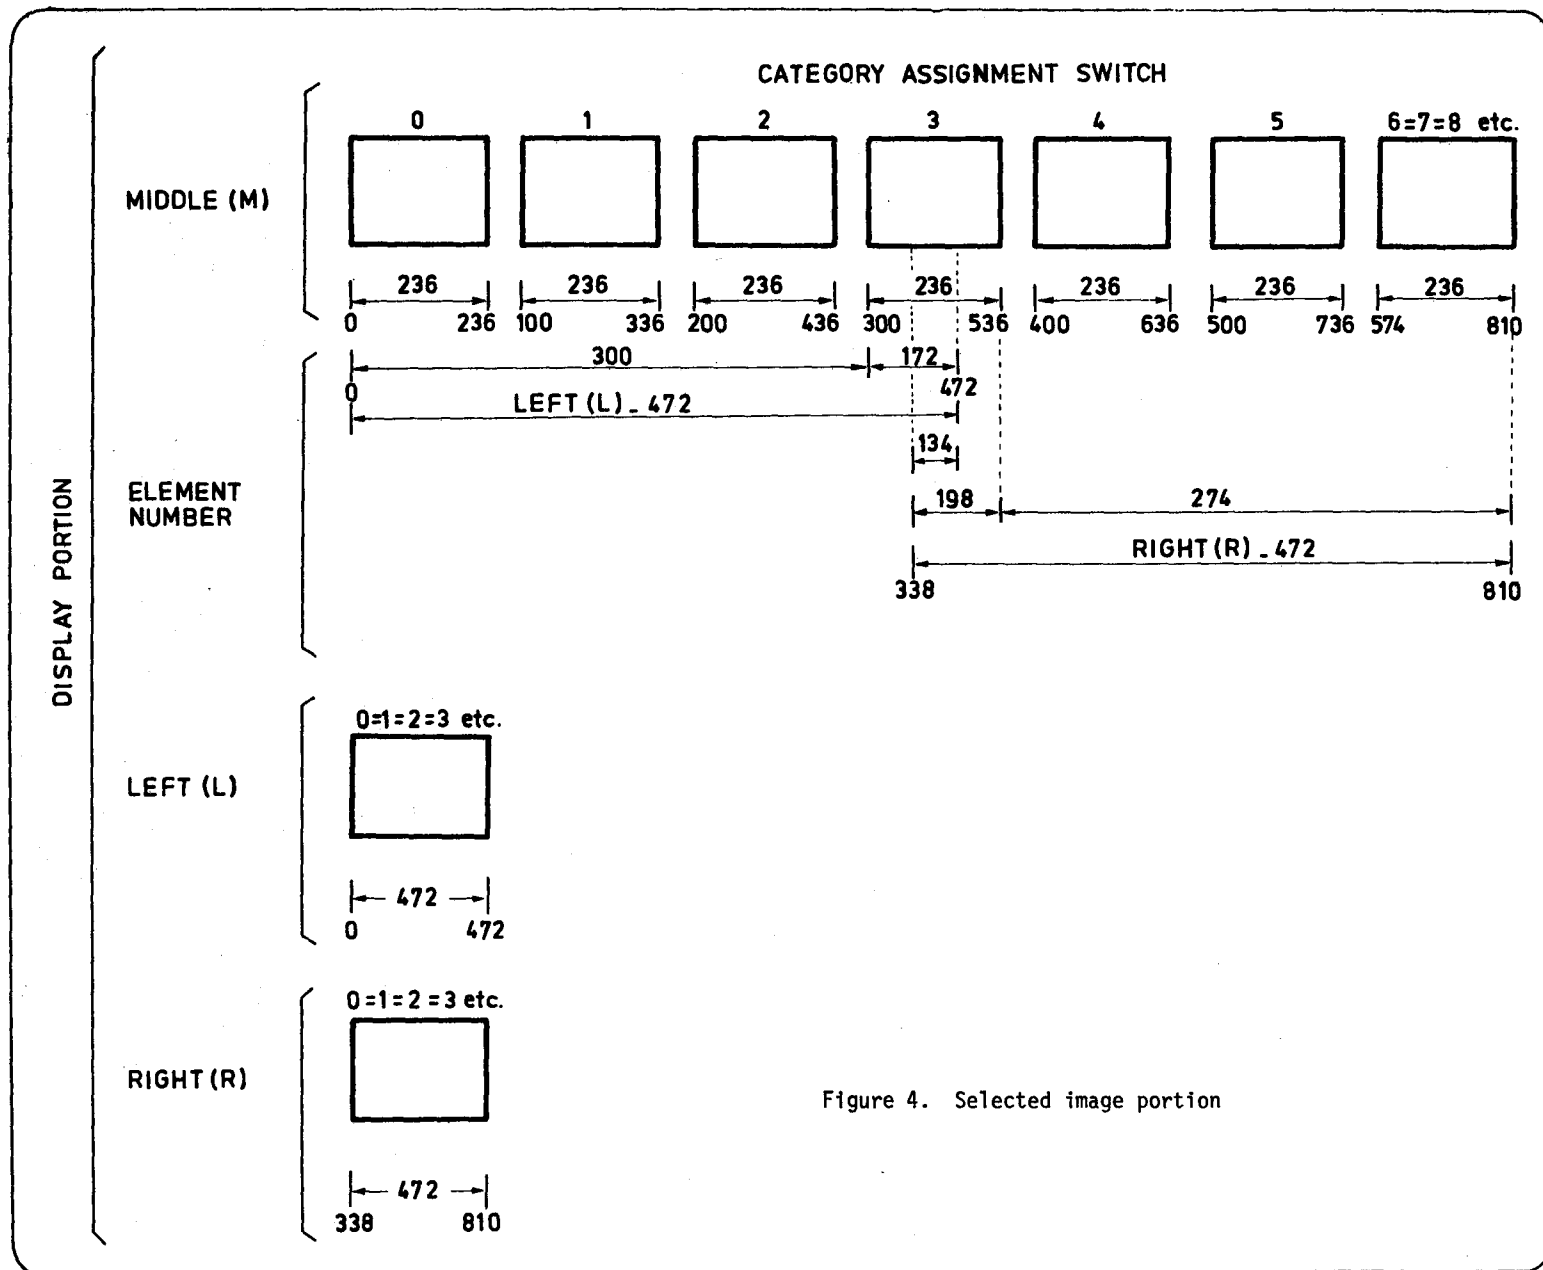 CATEGORY ASSIGNMENT SWITCH
0 1 2 3 4 5 6=7=8 etc.
MIDDLE (M)
236 236 236 236 236 236 236
0 236 100 336 200 436 300 536 400 636 500 736 574 810
300 172
0 472
LEFT (L) - 472
134
ELEMENT
NUMBER
198 274
RIGHT (R) - 472
338 810
DISPLAY PORTION
0=1=2=3 etc.
LEFT (L)
472
0 472
0=1=2=3 etc.
RIGHT (R)
Figure 4. Selected image portion
472
338 810